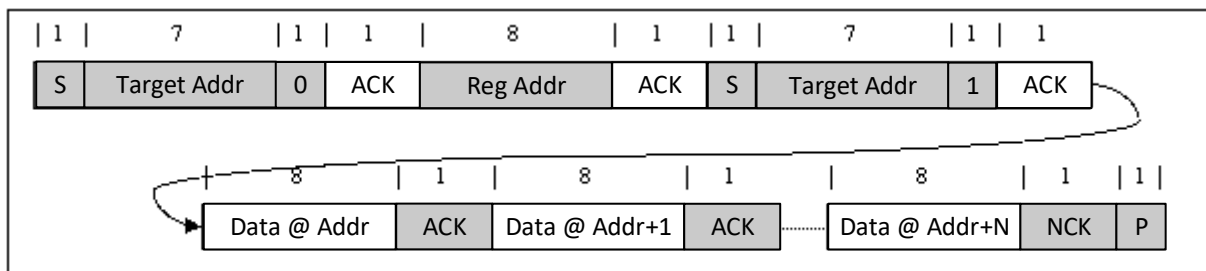 | 1 | 7 | 1 | 1 | 8 | 1 | 1 | 7 | 1 | 1
S Target Addr 0 ACK Reg Addr ACK S Target Addr 1 ACK
| 8 | 1 | 8 | 1 | 8 | 1 | 1 |
Data @ Addr ACK Data @ Addr+1 ACK Data @ Addr+N NCK P